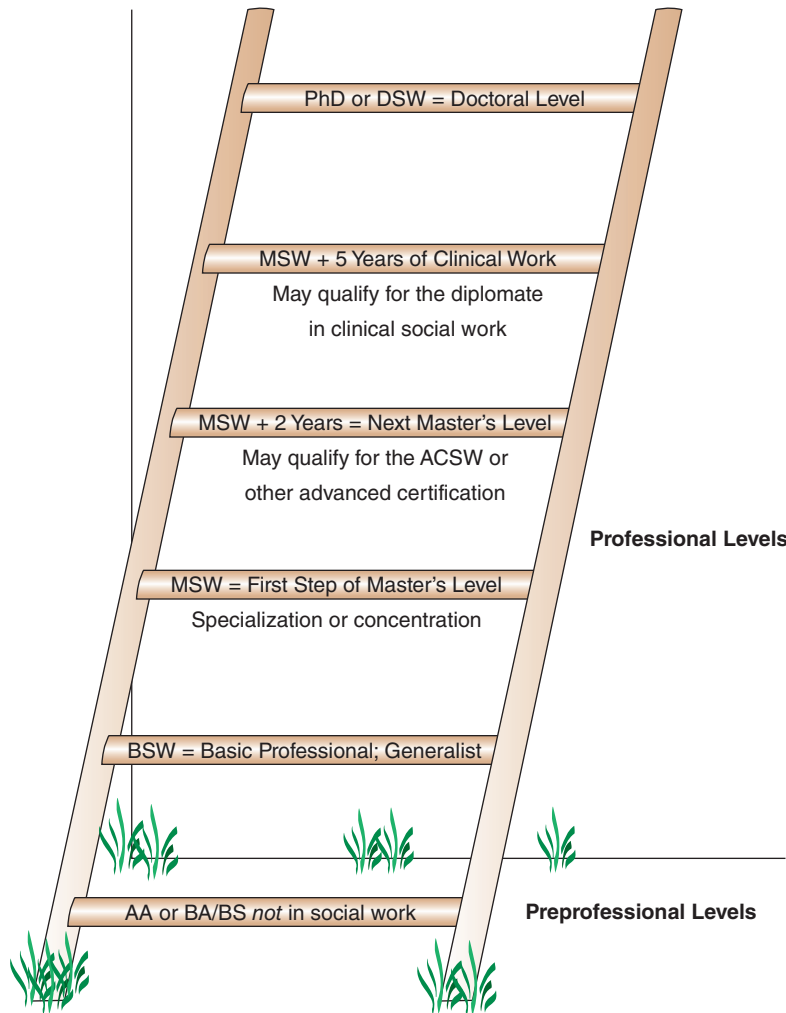 PhD or DSW = Doctoral Level
MSW + 5 Years of Clinical Work
May qualify for the diplomate
in clinical social work
MSW + 2 Years = Next Master’s Level
May qualify for the ACSW or
other advanced certification
Professional Levels
MSW = First Step of Master’s Level
Specialization or concentration
BSW = Basic Professional; Generalist
AA or BA/BS not in social work
Preprofessional Levels